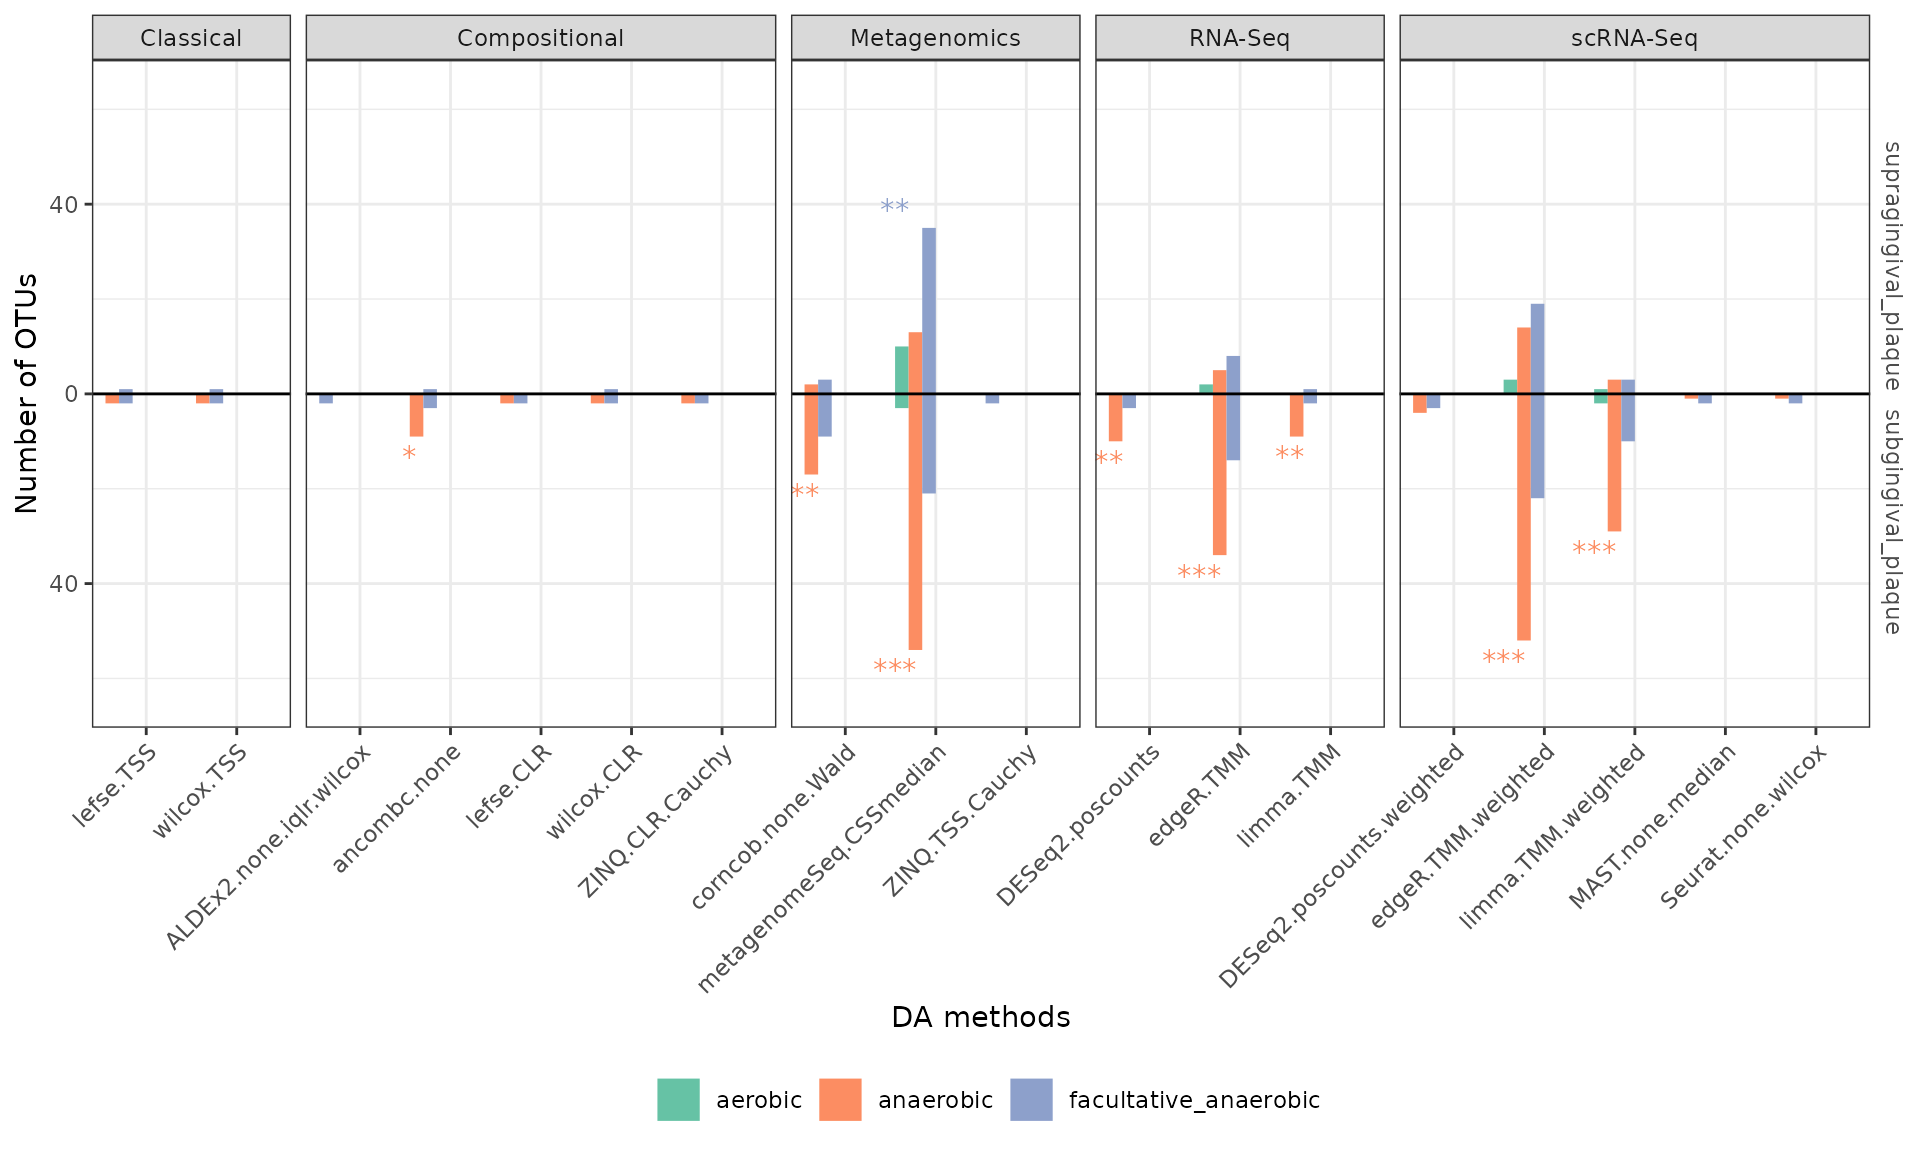 Classical
Compositional
Metagenomics
RNA-Seq
scRNA-Seq
Number of OTUs
40
0
40
supragingival_plaque
subgingival_plaque
**
*
**
***
**
***
**
***
***
lefse.TSS
wilcox.TSS
ALDEx2.none.iqlr.wilcox
ancombc.none
lefse.CLR
wilcox.CLR
ZINQ.CLR.Cauchy
corncob.none.Wald
metagenomeSeq.CSSmedian
ZINQ.TSS.Cauchy
DESeq2.poscounts
edgeR.TMM
limma.TMM
DESeq2.poscounts.weighted
edgeR.TMM.weighted
limma.TMM.weighted
MAST.none.median
Seurat.none.wilcox
DA methods
aerobic
anaerobic
facultative_anaerobic